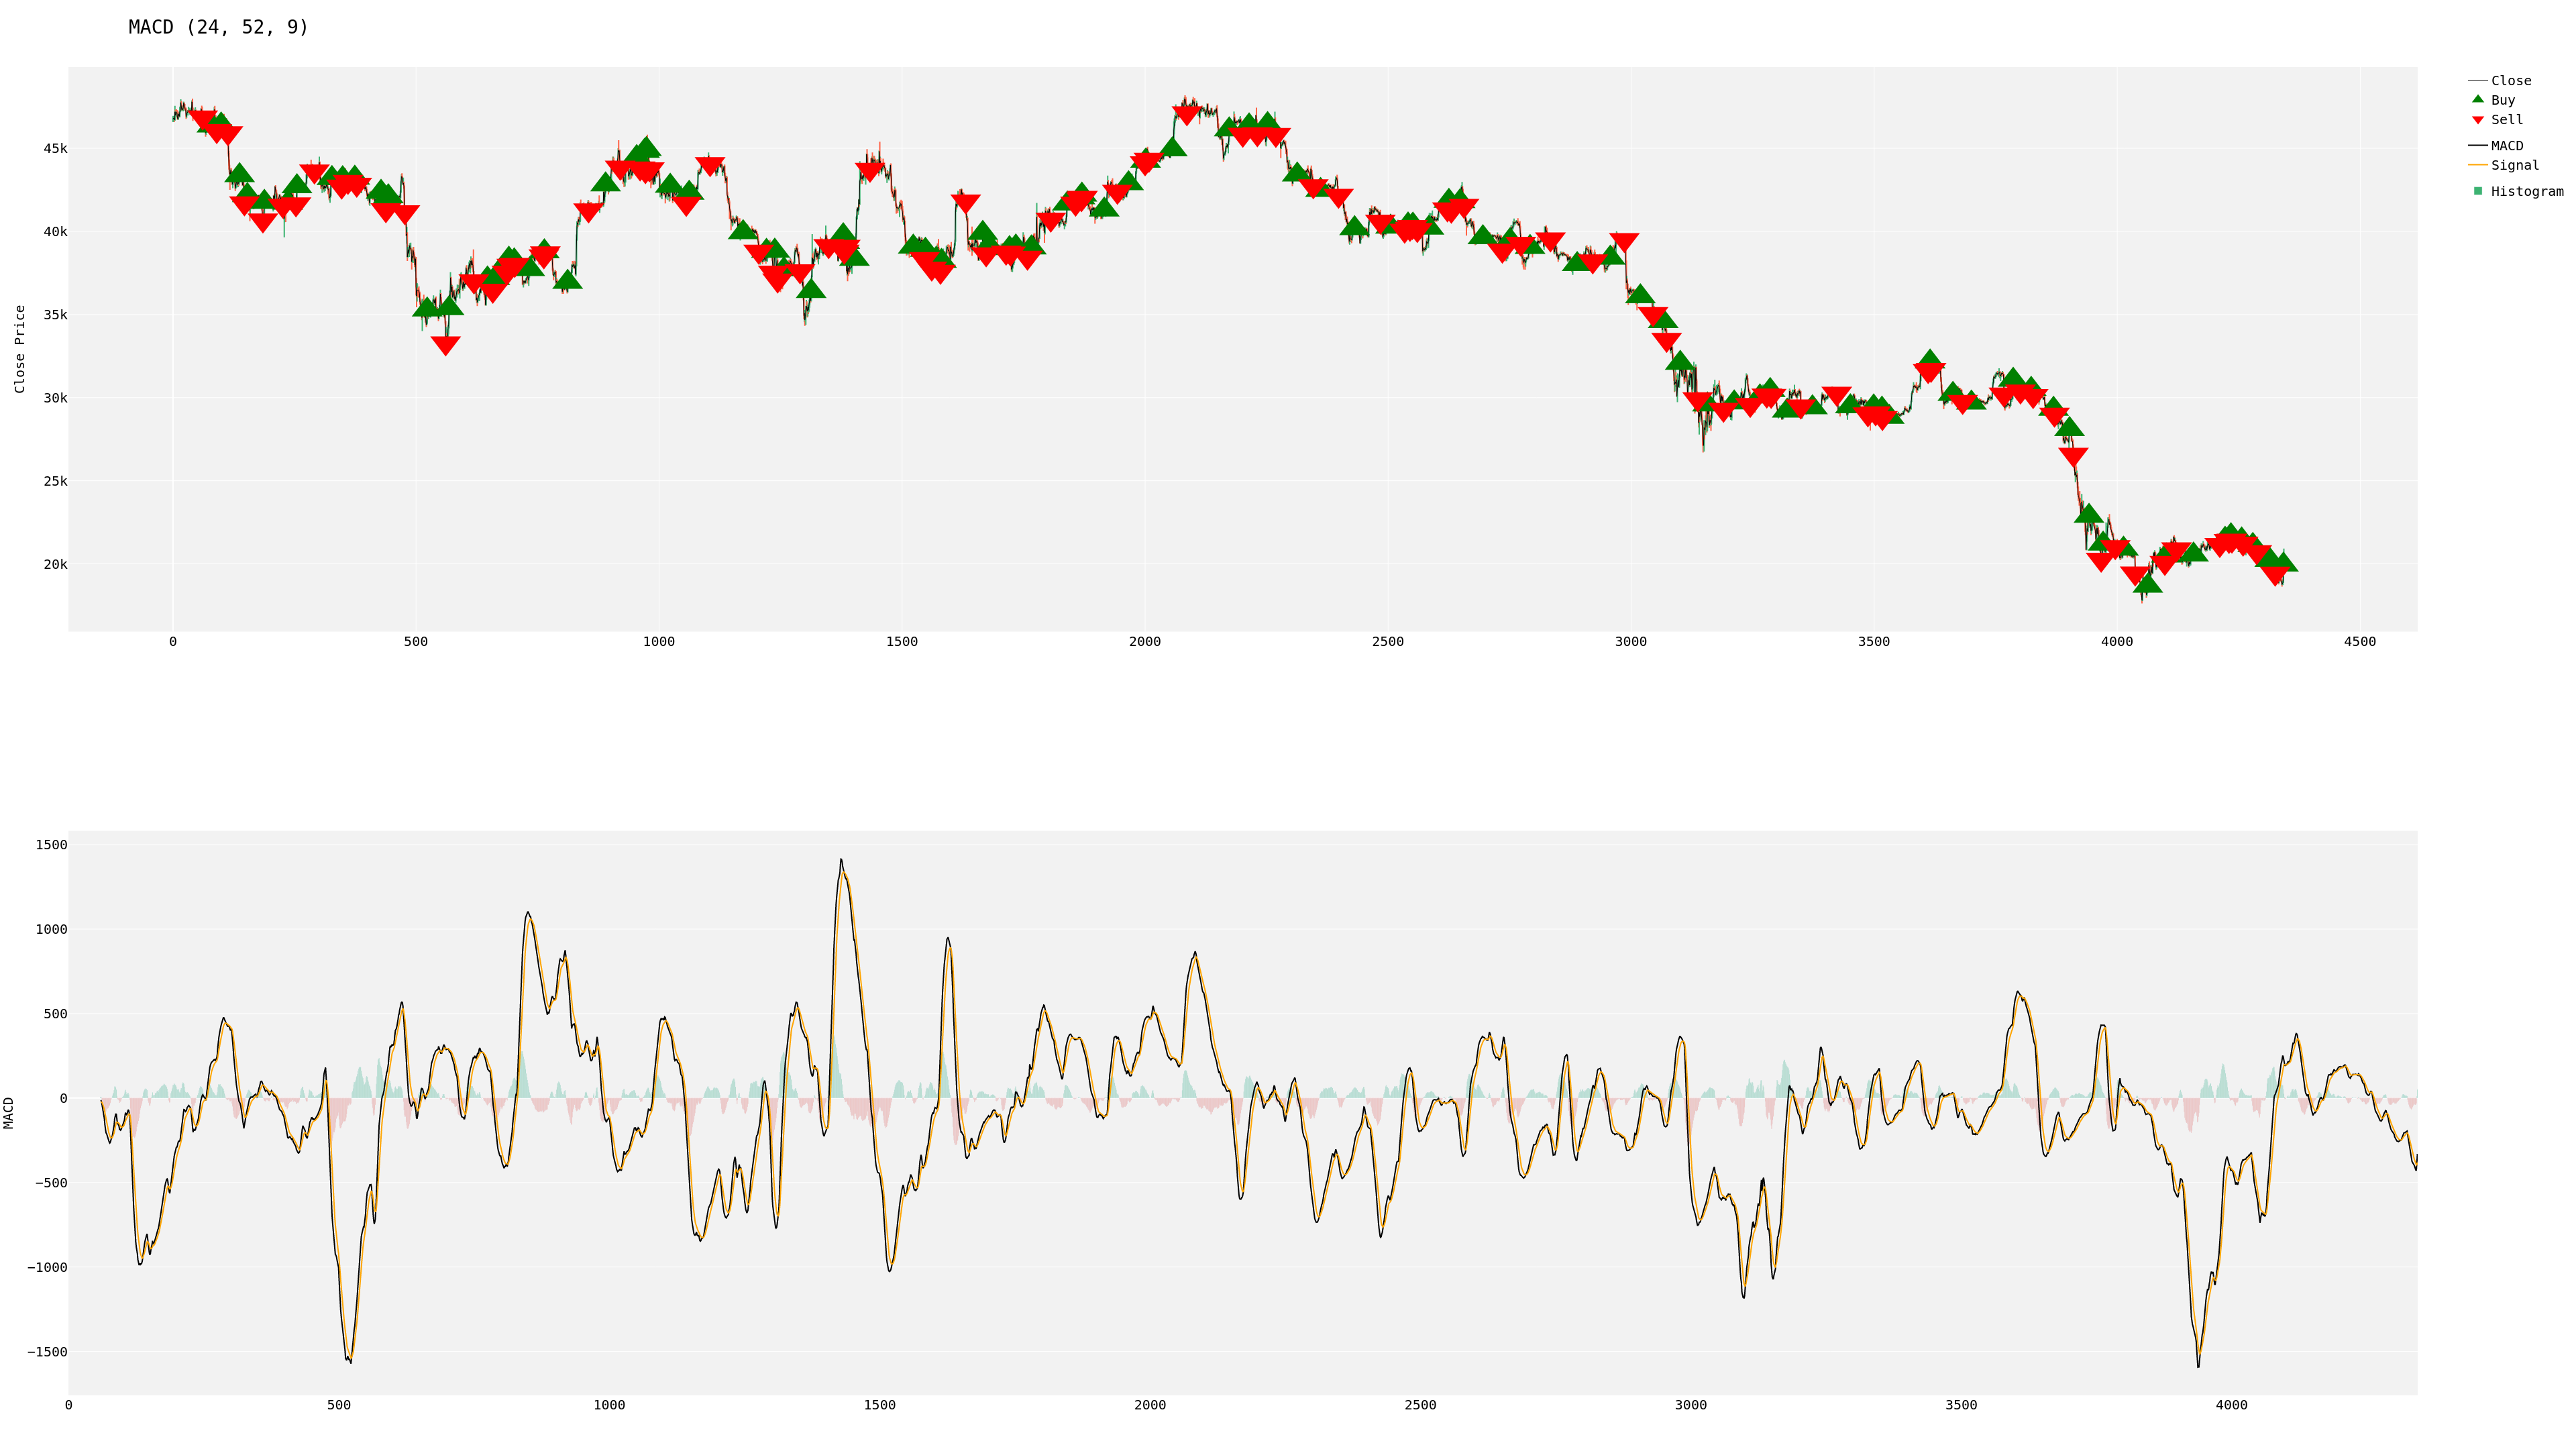 MACD (24, 52, 9)
Close
Buy
Sell
MACD
Signal
Histogram
Close Price
45k
40k
35k
30k
25k
20k
0 500 1000 1500 2000 2500 3000 3500 4000 4500
MACD
1500
1000
500
0
−500
−1000
−1500
0 500 1000 1500 2000 2500 3000 3500 4000